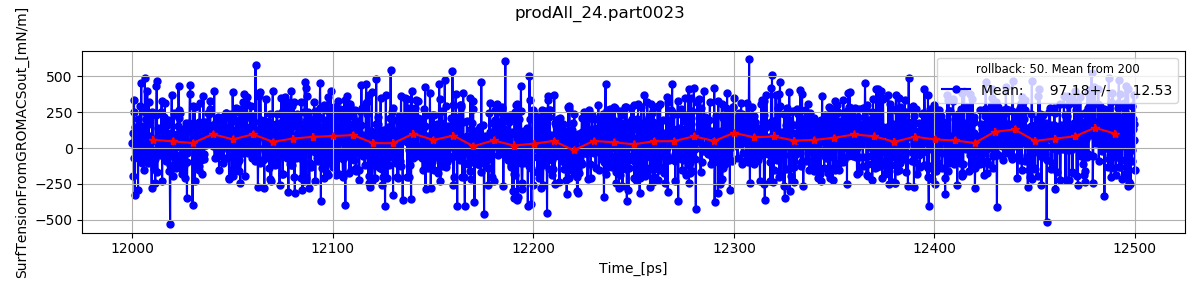 prodAll_24.part0023
SurfTensionFromGROMACSout_[mN/m]
500
250
0
−250
−500
rollback: 50. Mean from 200
Mean: 97.18+/- 12.53
12000
12100
12200
12300
12400
12500
Time_[ps]